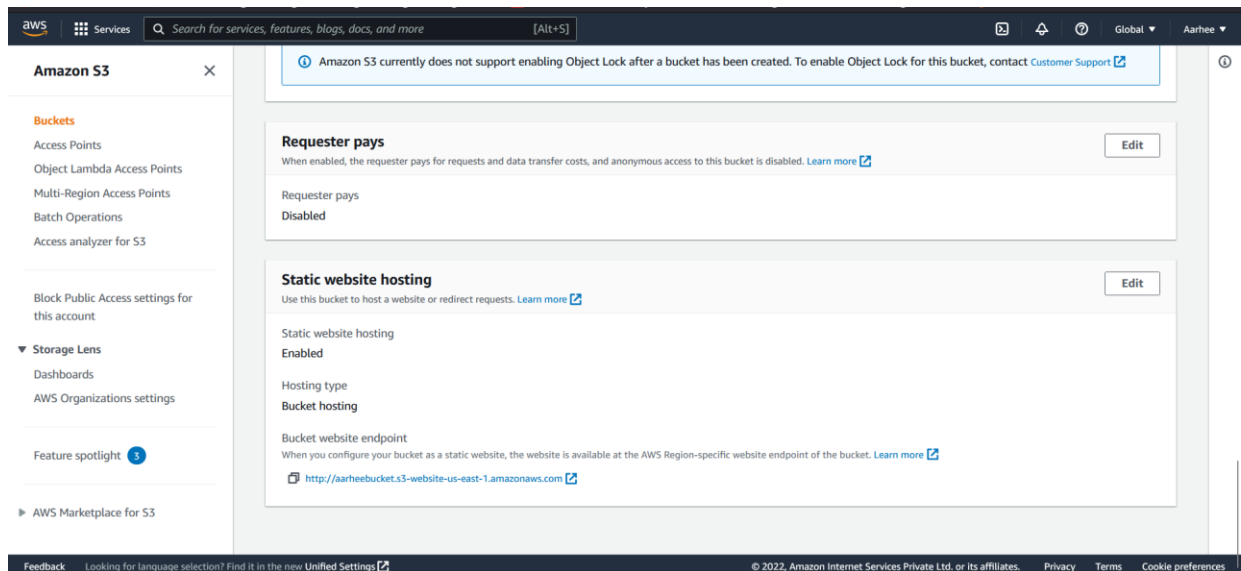 aws
Services
Search for services, features, blogs, docs, and more
[Alt+S]
Global
Aarhee
Amazon S3
Buckets
Access Points
Object Lambda Access Points
Multi-Region Access Points
Batch Operations
Access analyzer for S3
Block Public Access settings for
this account
Storage Lens
Dashboards
AWS Organizations settings
Feature spotlight 3
AWS Marketplace for S3
Amazon S3 currently does not support enabling Object Lock after a bucket has been created. To enable Object Lock for this bucket, contact Customer Support
Requester pays
Edit
When enabled, the requester pays for requests and data transfer costs, and anonymous access to this bucket is disabled. Learn more
Requester pays
Disabled
Static website hosting
Edit
Use this bucket to host a website or redirect requests. Learn more
Static website hosting
Enabled
Hosting type
Bucket hosting
Bucket website endpoint
When you configure your bucket as a static website, the website is available at the AWS Region-specific website endpoint of the bucket. Learn more
http://aarheebucket.s3-website-us-east-1.amazonaws.com
Feedback Looking for language selection? Find it in the new Unified Settings
© 2022, Amazon Internet Services Private Ltd. or its affiliates. Privacy Terms Cookie preferences